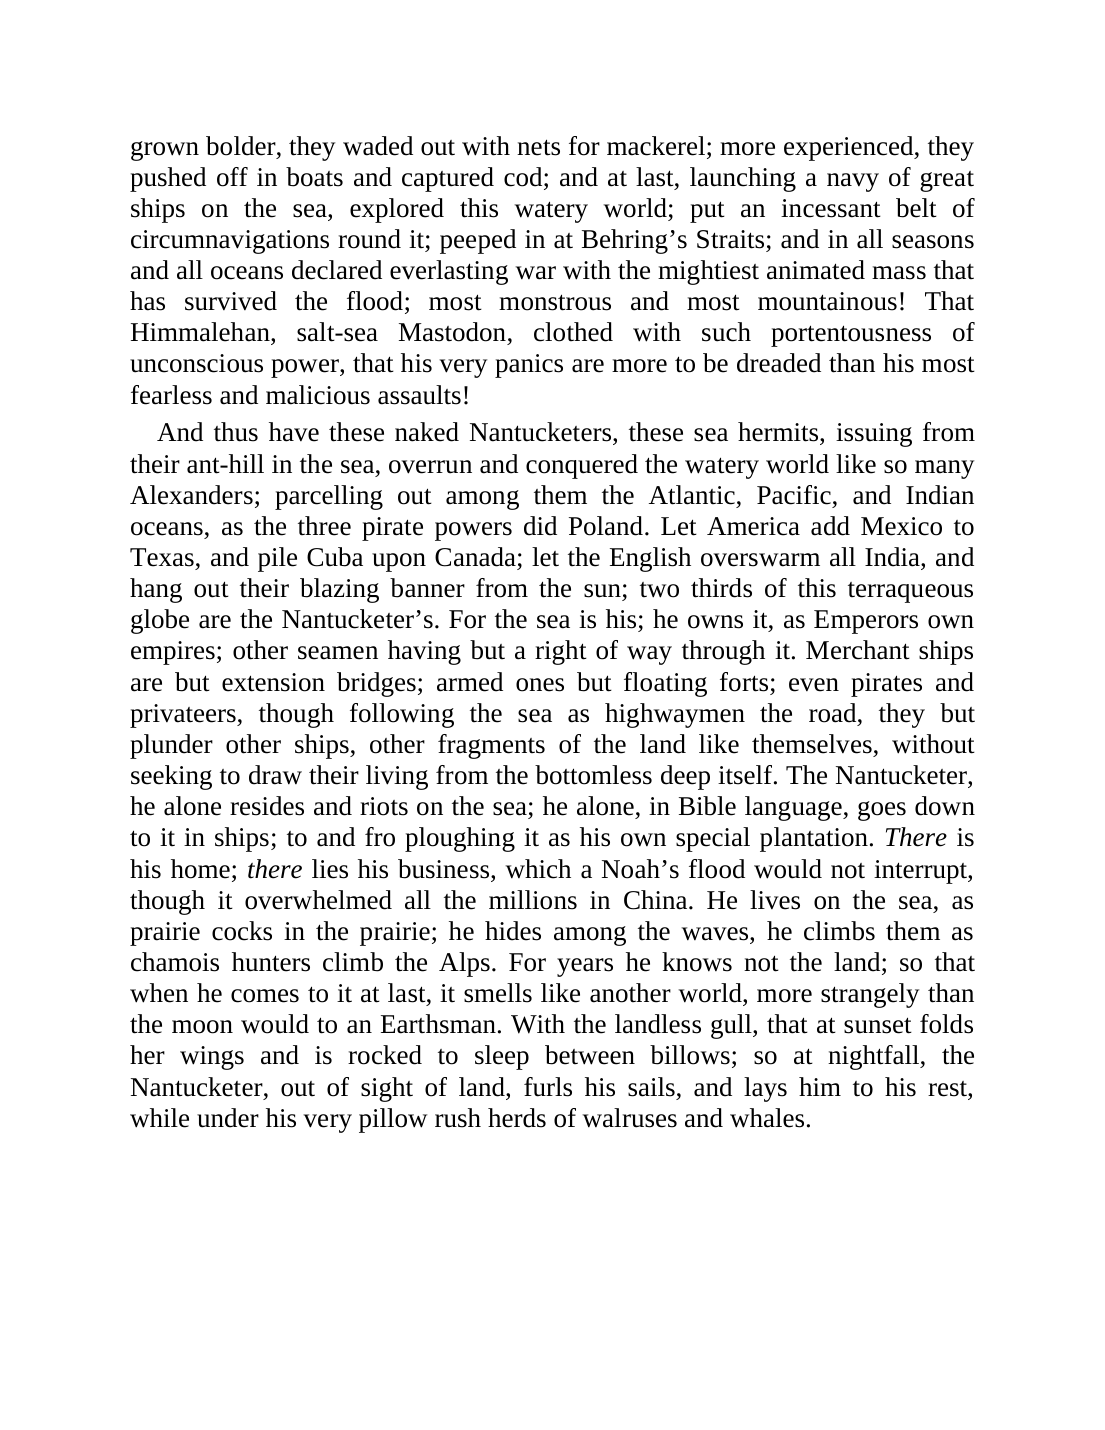 grown bolder, they waded out with nets for mackerel; more experienced, they
pushed off in boats and captured cod; and at last, launching a navy of great
ships on the sea, explored this watery world; put an incessant belt of
circumnavigations round it; peeped in at Behring’s Straits; and in all seasons
and all oceans declared everlasting war with the mightiest animated mass that
has survived the flood; most monstrous and most mountainous! That
Himmalehan, salt-sea Mastodon, clothed with such portentousness of
unconscious power, that his very panics are more to be dreaded than his most
fearless and malicious assaults!
And thus have these naked Nantucketers, these sea hermits, issuing from
their ant-hill in the sea, overrun and conquered the watery world like so many
Alexanders; parcelling out among them the Atlantic, Pacific, and Indian
oceans, as the three pirate powers did Poland. Let America add Mexico to
Texas, and pile Cuba upon Canada; let the English overswarm all India, and
hang out their blazing banner from the sun; two thirds of this terraqueous
globe are the Nantucketer’s. For the sea is his; he owns it, as Emperors own
empires; other seamen having but a right of way through it. Merchant ships
are but extension bridges; armed ones but floating forts; even pirates and
privateers, though following the sea as highwaymen the road, they but
plunder other ships, other fragments of the land like themselves, without
seeking to draw their living from the bottomless deep itself. The Nantucketer,
he alone resides and riots on the sea; he alone, in Bible language, goes down
to it in ships; to and fro ploughing it as his own special plantation. There is
his home; there lies his business, which a Noah’s flood would not interrupt,
though it overwhelmed all the millions in China. He lives on the sea, as
prairie cocks in the prairie; he hides among the waves, he climbs them as
chamois hunters climb the Alps. For years he knows not the land; so that
when he comes to it at last, it smells like another world, more strangely than
the moon would to an Earthsman. With the landless gull, that at sunset folds
her wings and is rocked to sleep between billows; so at nightfall, the
Nantucketer, out of sight of land, furls his sails, and lays him to his rest,
while under his very pillow rush herds of walruses and whales.